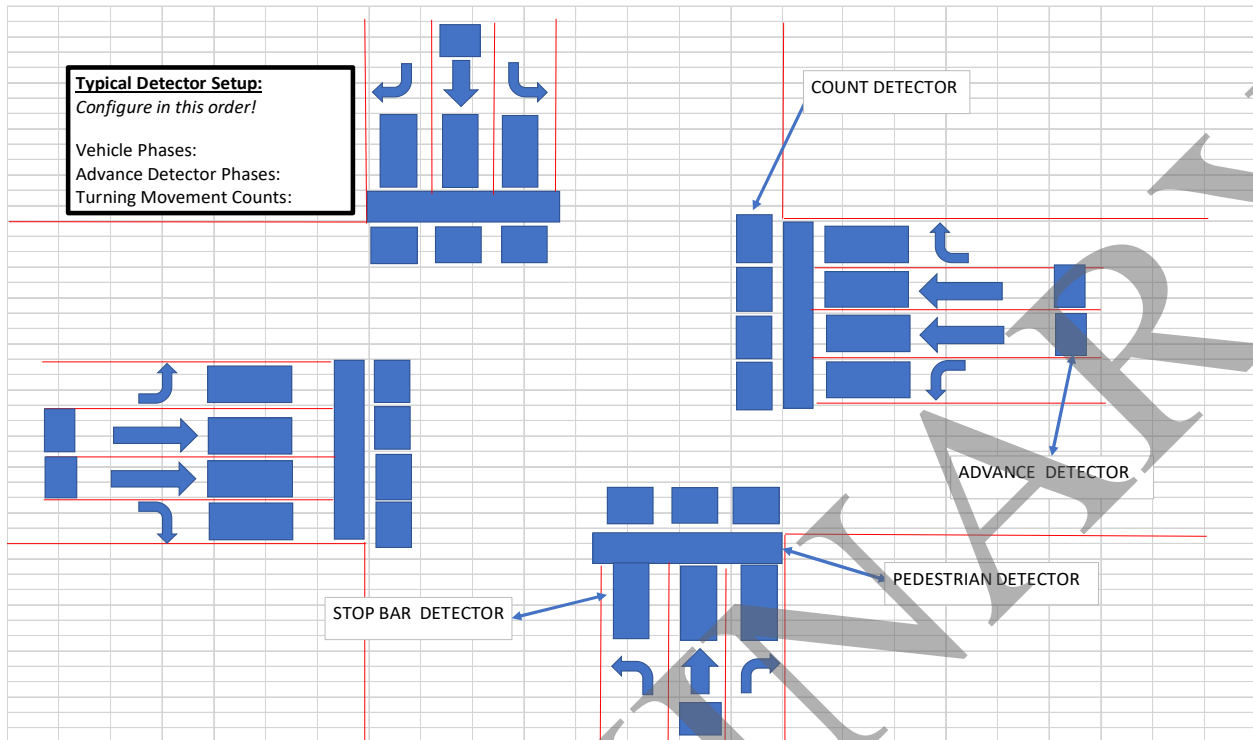 Typical Detector Setup:
Configure in this order!
Vehicle Phases:
Advance Detector Phases:
Turning Movement Counts:
COUNT DETECTOR
ADVANCE DETECTOR
PEDESTRIAN DETECTOR
STOP BAR DETECTOR
INARY